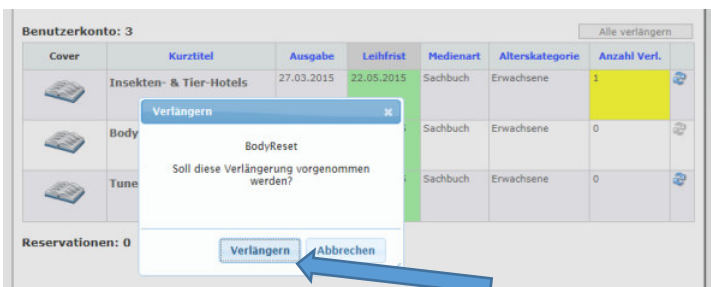 Benutzerkonto: 3
Alle verlängern
Cover Kurztitel Ausgabe Leihfrist Medienart Alterskategorie Anzahl Verl.
Insekten- & Tier-Hotels 27.03.2015 22.05.2015 Sachbuch Erwachsene 1
Verlängern
Body Sachbuch Erwachsene 0
BodyReset
Soll diese Verlängerung vorgenommen
werden?
Tune Sachbuch Erwachsene 0
Reservationen: 0
Verlängern Abbrechen